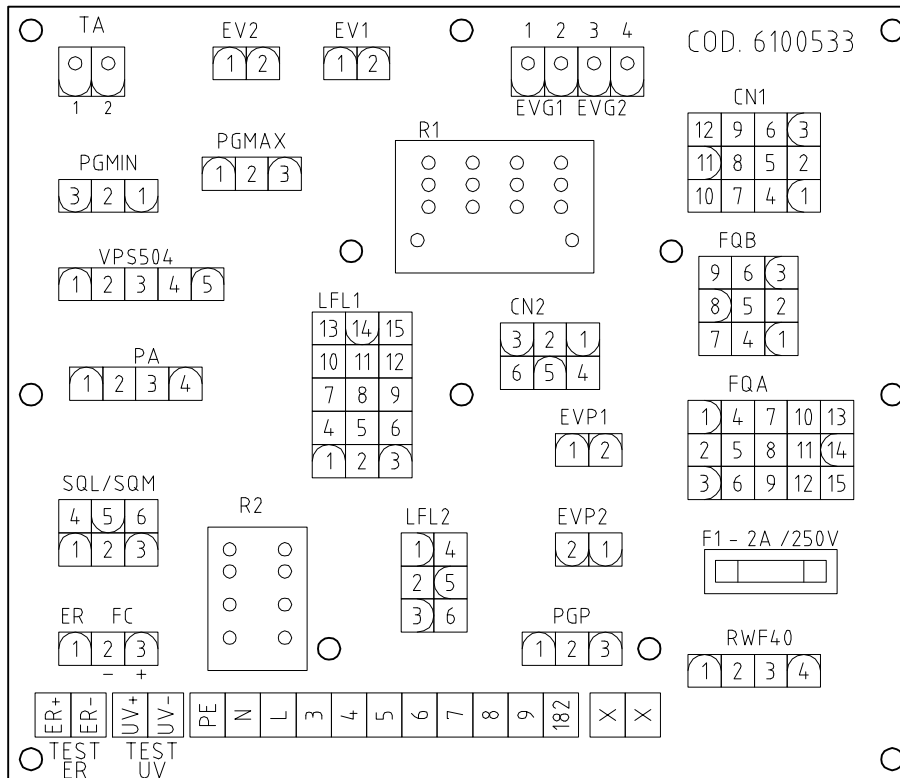 TA
1 2
EV2
1 2
EV1
1 2
1 2 3 4
EVG1 EVG2
COD. 6100533
CN1
12 9 6 3
11 8 5 2
10 7 4 1
PGMIN
3 2 1
PGMAX
1 2 3
R1
VPS504
1 2 3 4 5
FQB
9 6 3
8 5 2
7 4 1
LFL1
13 14 15
10 11 12
7 8 9
4 5 6
1 2 3
CN2
3 2 1
6 5 4
PA
1 2 3 4
FQA
1 4 7 10 13
2 5 8 11 14
3 6 9 12 15
EVP1
1 2
SQL/SQM
4 5 6
1 2 3
R2
LFL2
1 4
2 5
3 6
EVP2
2 1
F1 - 2A /250V
ER FC
1 2 3
- +
PGP
1 2 3
RWF40
1 2 3 4
ER+ ER- UV+ UV- PE N L 3 4 5 6 7 8 9 182 X X
TEST ER
TEST UV